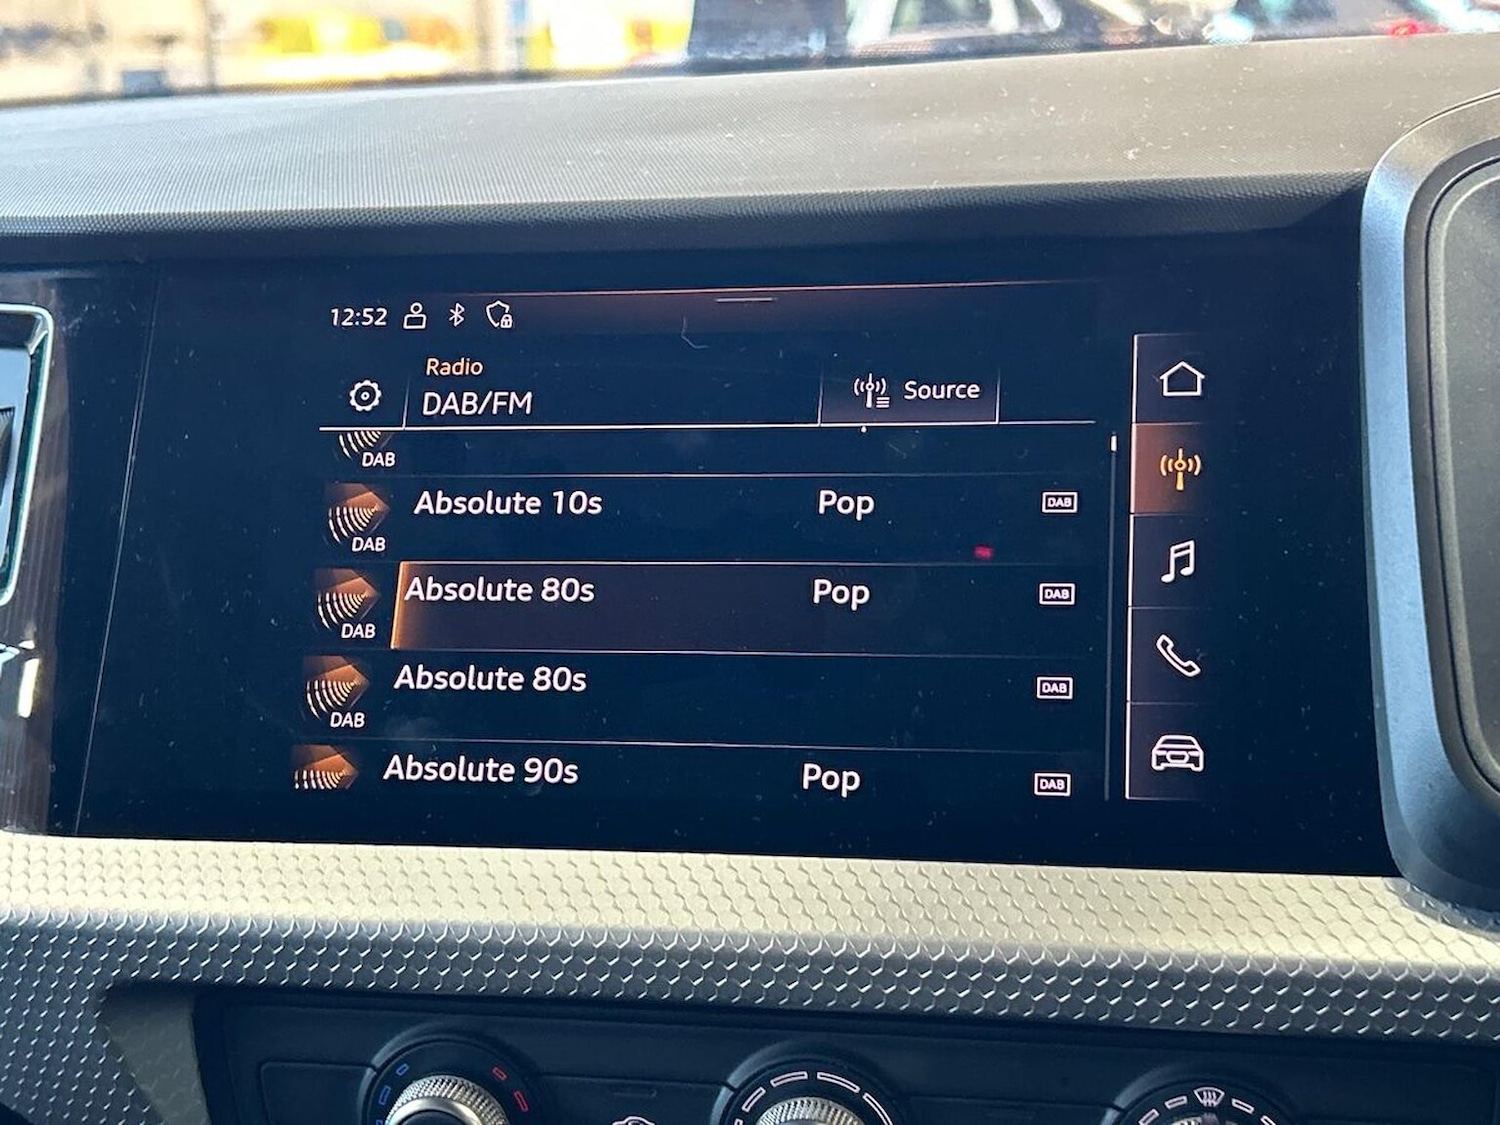 12:52
Radio
DAB/FM
Source
DAB
Absolute 10s Pop DAB
DAB
Absolute 80s Pop DAB
DAB
Absolute 80s DAB
DAB
Absolute 90s Pop DAB